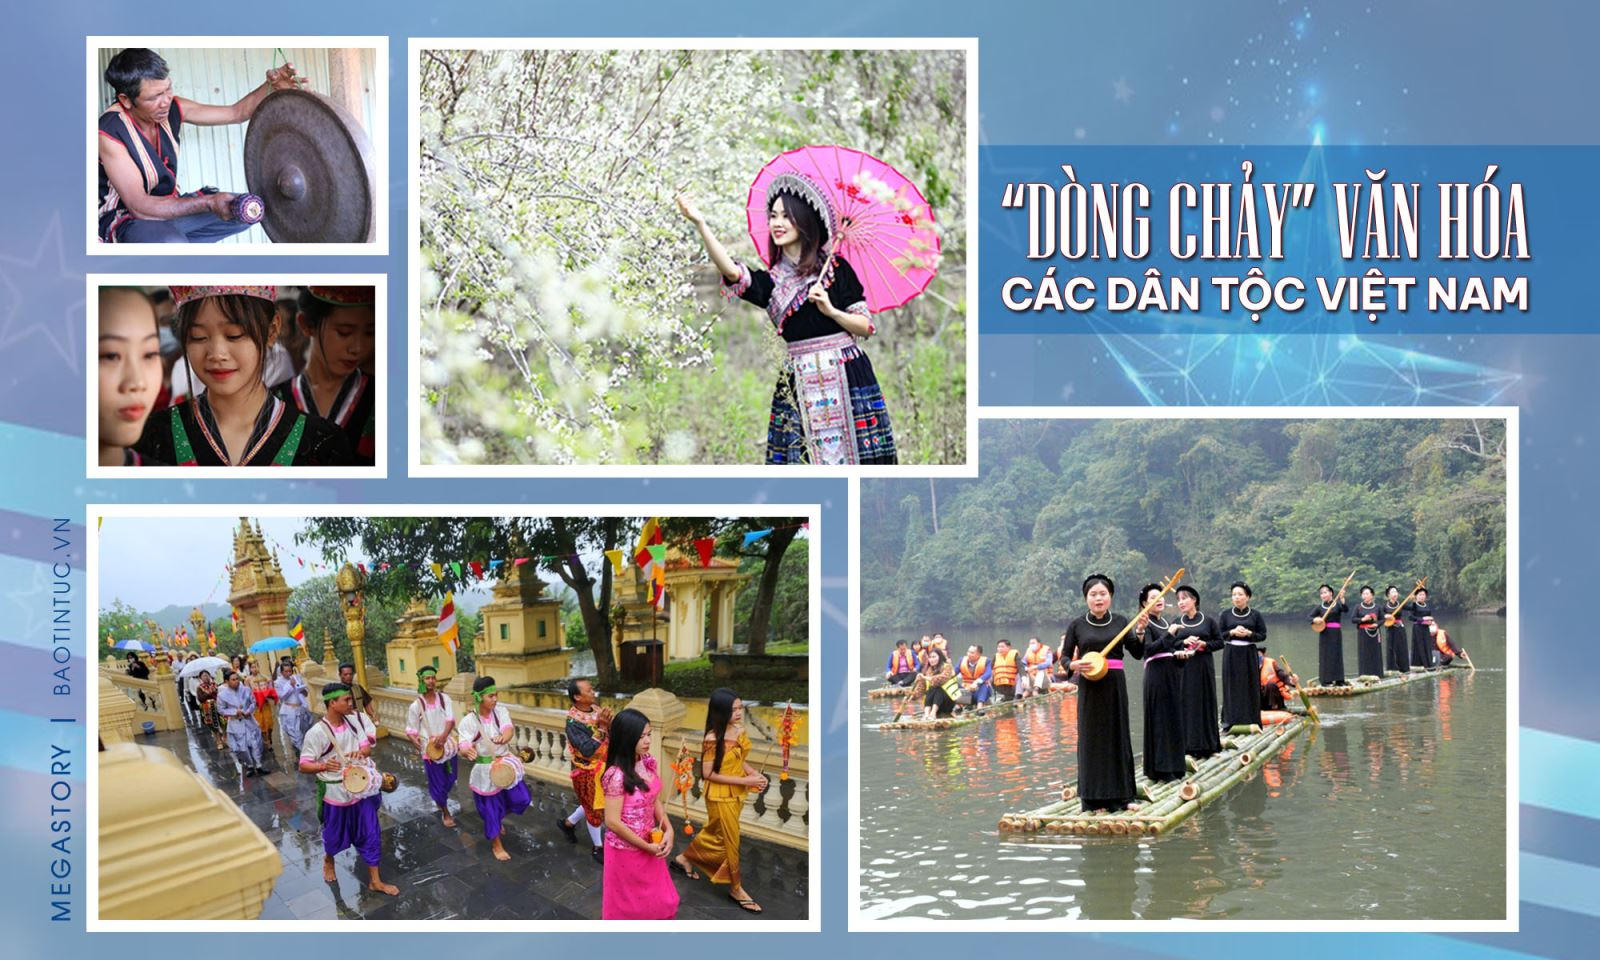 “DÒNG CHẢY” VĂN HÓA
CÁC DÂN TỘC VIỆT NAM
MEGASTORY | BAOTINTUC.VN